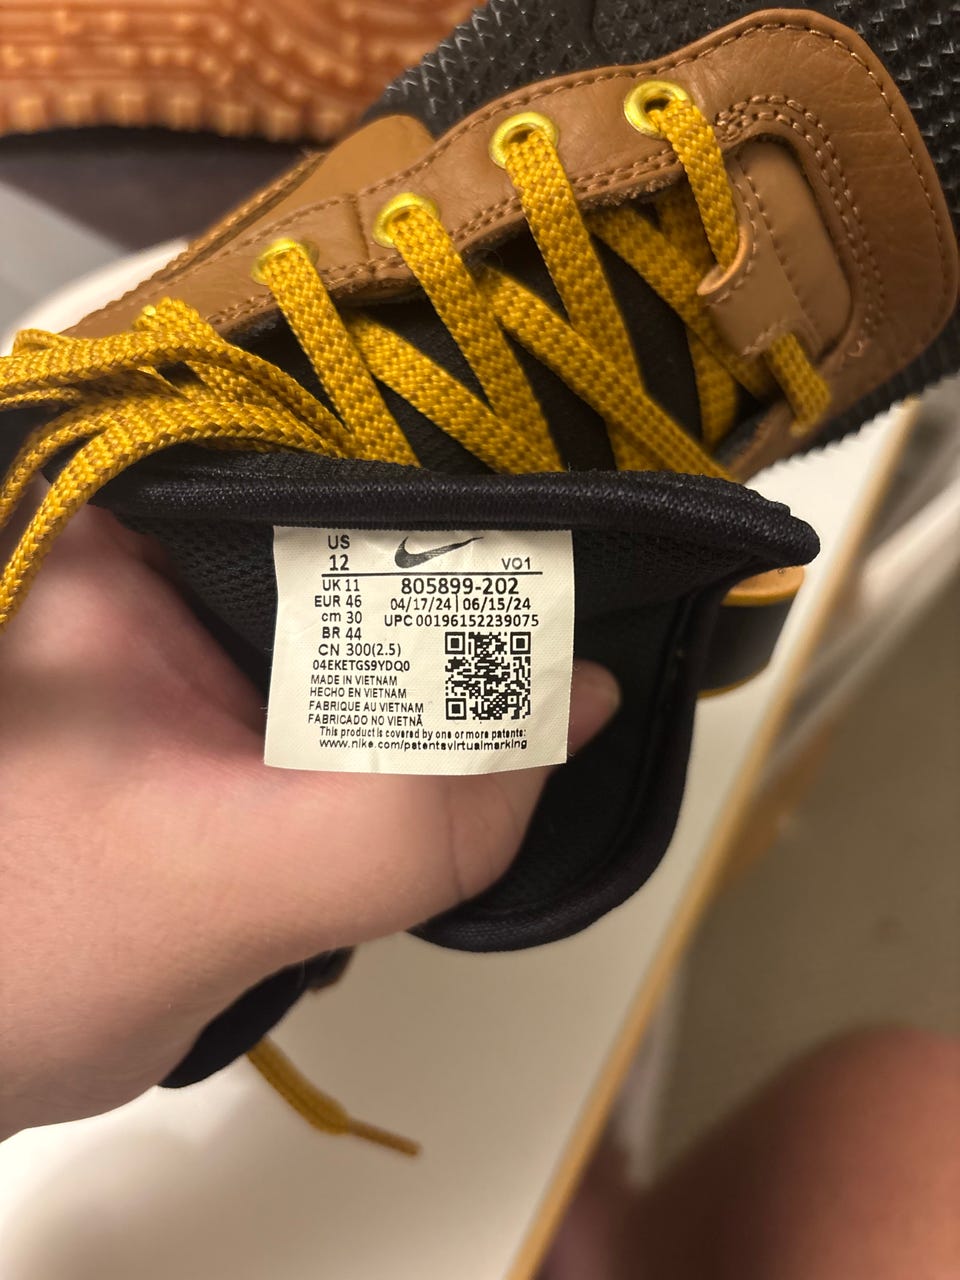 US
12
VO1
UK 11
EUR 46
cm 30
BR 44
CN 300(2.5)
04EKETGS9YDQ0
805899-202
04/17/24|06/15/24
UPC 00196152239075
MADE IN VIETNAM
HECHO EN VIETNAM
FABRIQUE AU VIETNAM
FABRICADO NO VIETNÃ
This product is covered by one or more patents:
www.nike.com/patentsvirtualmarking